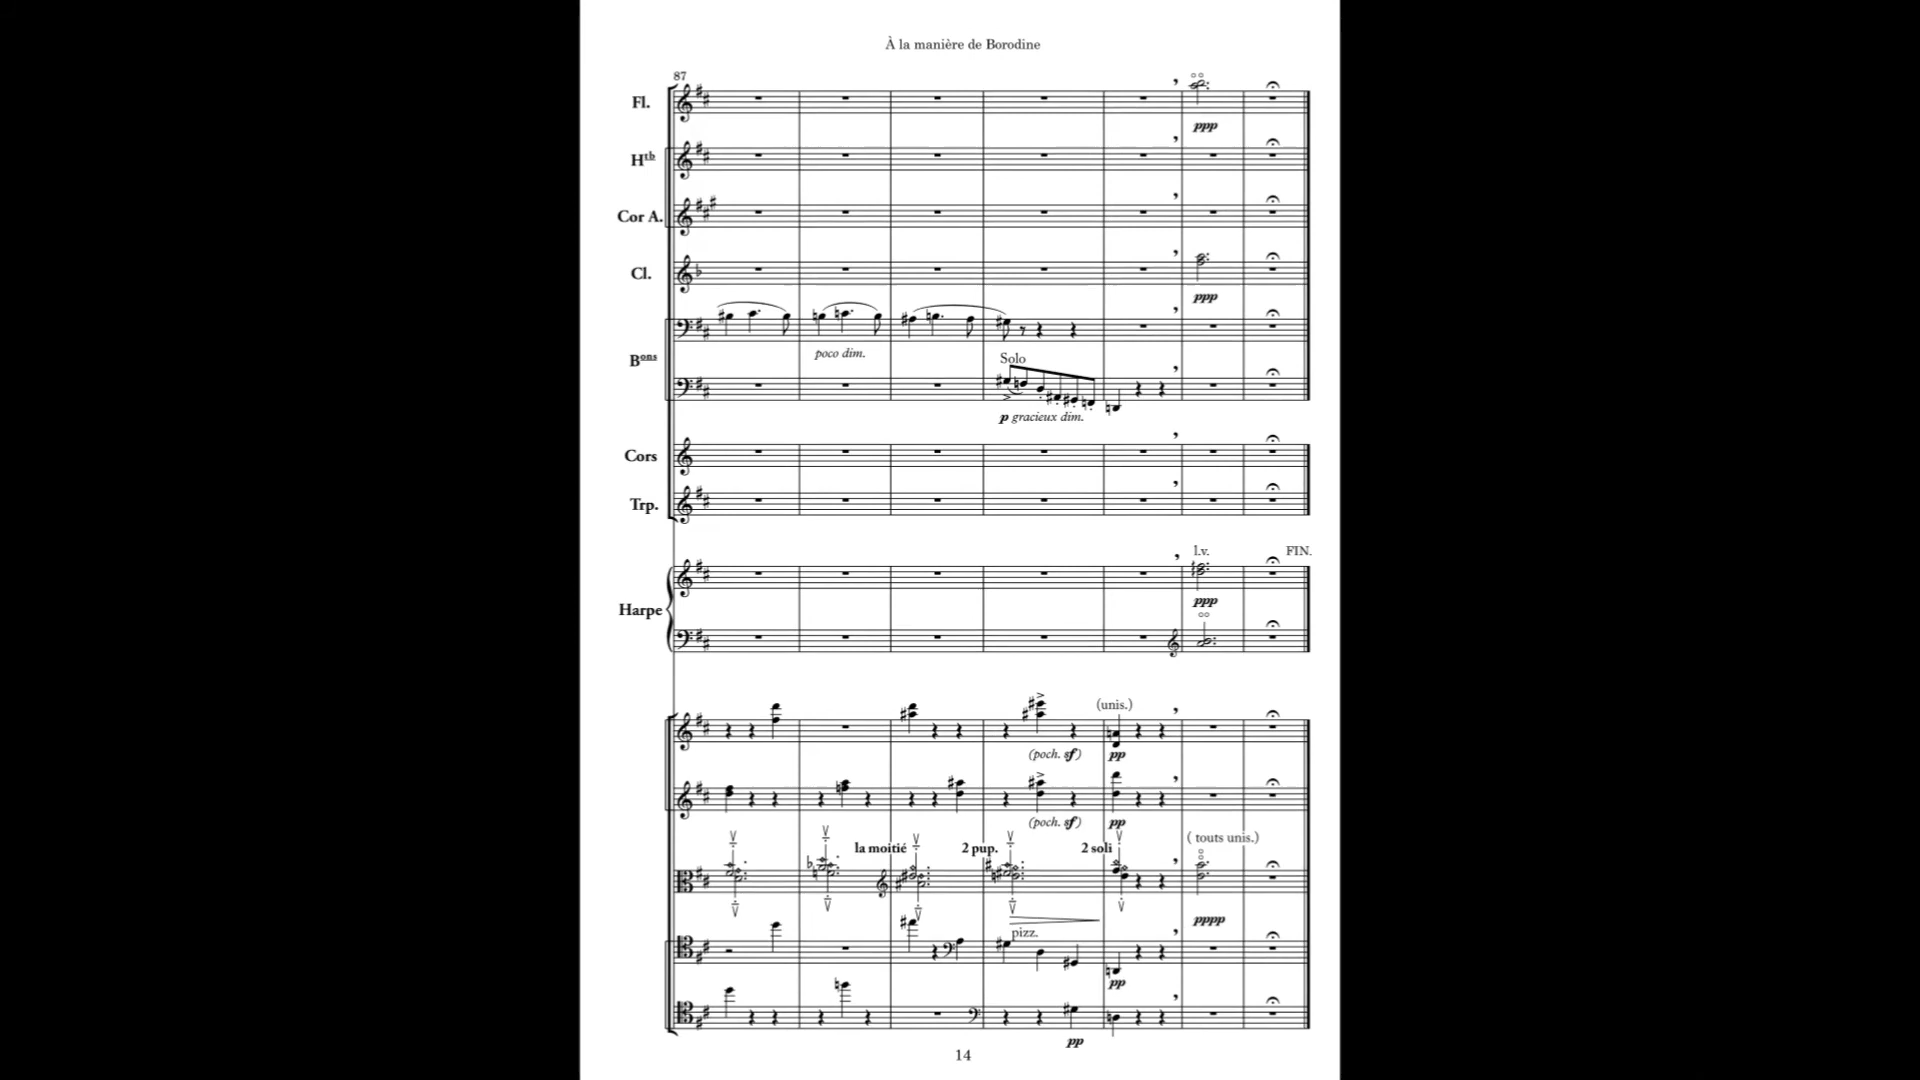 À la manière de Borodine
87
Fl.
ppp
Htb
Cor A.
Cl.
ppp
Bons
poco dim.
Solo
p gracieux dim.
Cors
Trp.
l.v.
FIN.
Harpe
ppp
(unis.)
(poch. sf)
pp
(poch. sf)
pp
la moitié
2 pup.
2 soli
( touts unis.)
pppp
pizz.
pp
pp
14